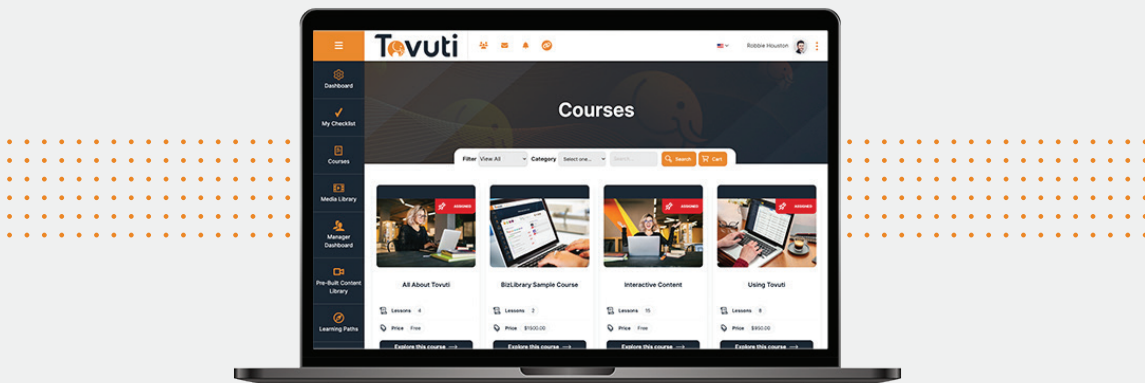 Tovuti
Robbie Houston
Dashboard
My Checklist
Courses
Media Library
Manager
Dashboard
Pre-Built Content
Library
Learning Paths
Courses
Filter View All Category Select one... Search... Search Cart
ASSIGNED ASSIGNED ASSIGNED
All About Tovuti BizLibrary Sample Course Interactive Content Using Tovuti
Lessons 4 Lessons 2 Lessons 15 Lessons 8
Price Free Price $1500.00 Price Free Price $950.00
Explore this course → Explore this course → Explore this course → Explore this course →